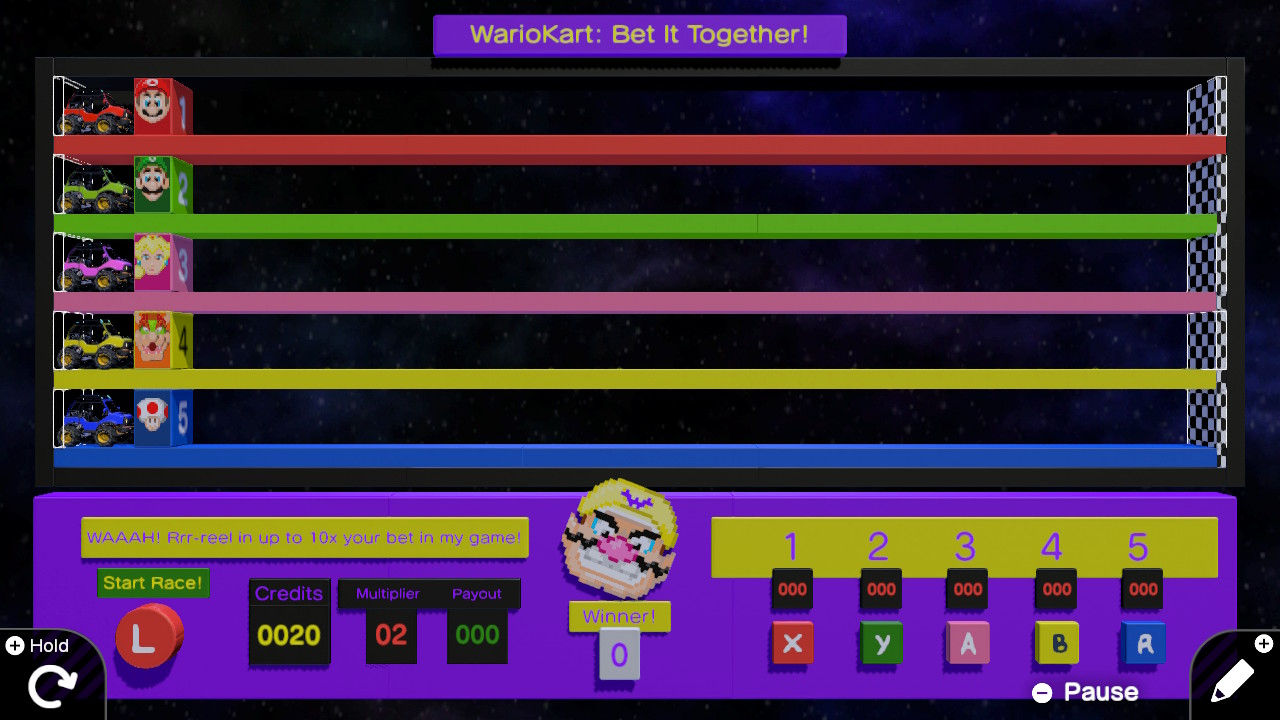 WarioKart: Bet It Together!
1
2
3
4
5
WAAAH! Rrr-reel in up to 10x your bet in my game!
1 2 3 4 5
Start Race!
Credits Multiplier Payout
000 000 000 000 000
0020 02 000
Winner!
0
L
X Y A B R
+ Hold
- Pause